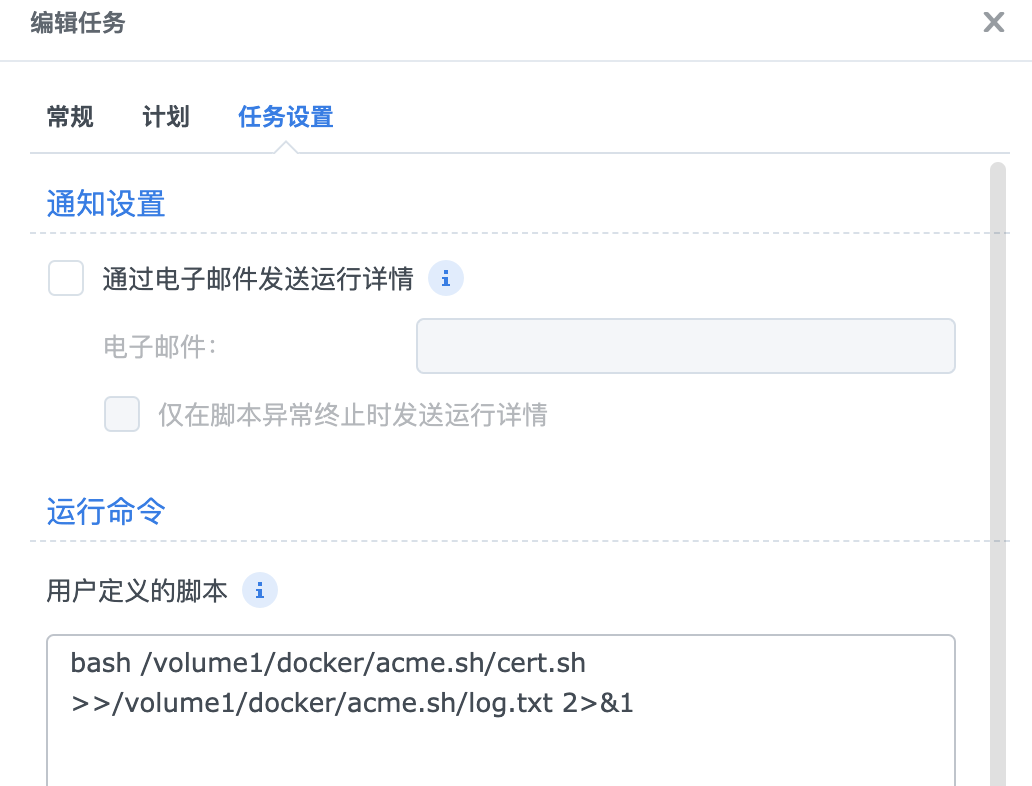 编辑任务
常规 计划 任务设置
通知设置
通过电子邮件发送运行详情
电子邮件:
仅在脚本异常终止时发送运行详情
运行命令
用户定义的脚本
bash /volume1/docker/acme.sh/cert.sh
>>/volume1/docker/acme.sh/log.txt 2>&1